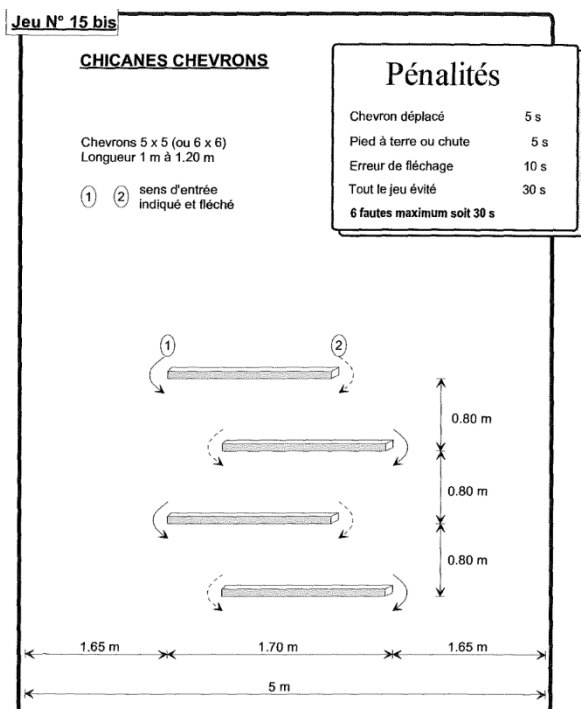 Jeu N° 15 bis
CHICANES CHEVRONS
Pénalités
Chevron déplacé 5 s
Pied à terre ou chute 5 s
Erreur de fléchage 10 s
Tout le jeu évité 30 s
6 fautes maximum soit 30 s
Chevrons 5 x 5 (ou 6 x 6)
Longueur 1 m à 1.20 m
1 2 sens d'entrée
indiqué et fléché
1 2
0.80 m
0.80 m
0.80 m
1.65 m 1.70 m 1.65 m
5 m